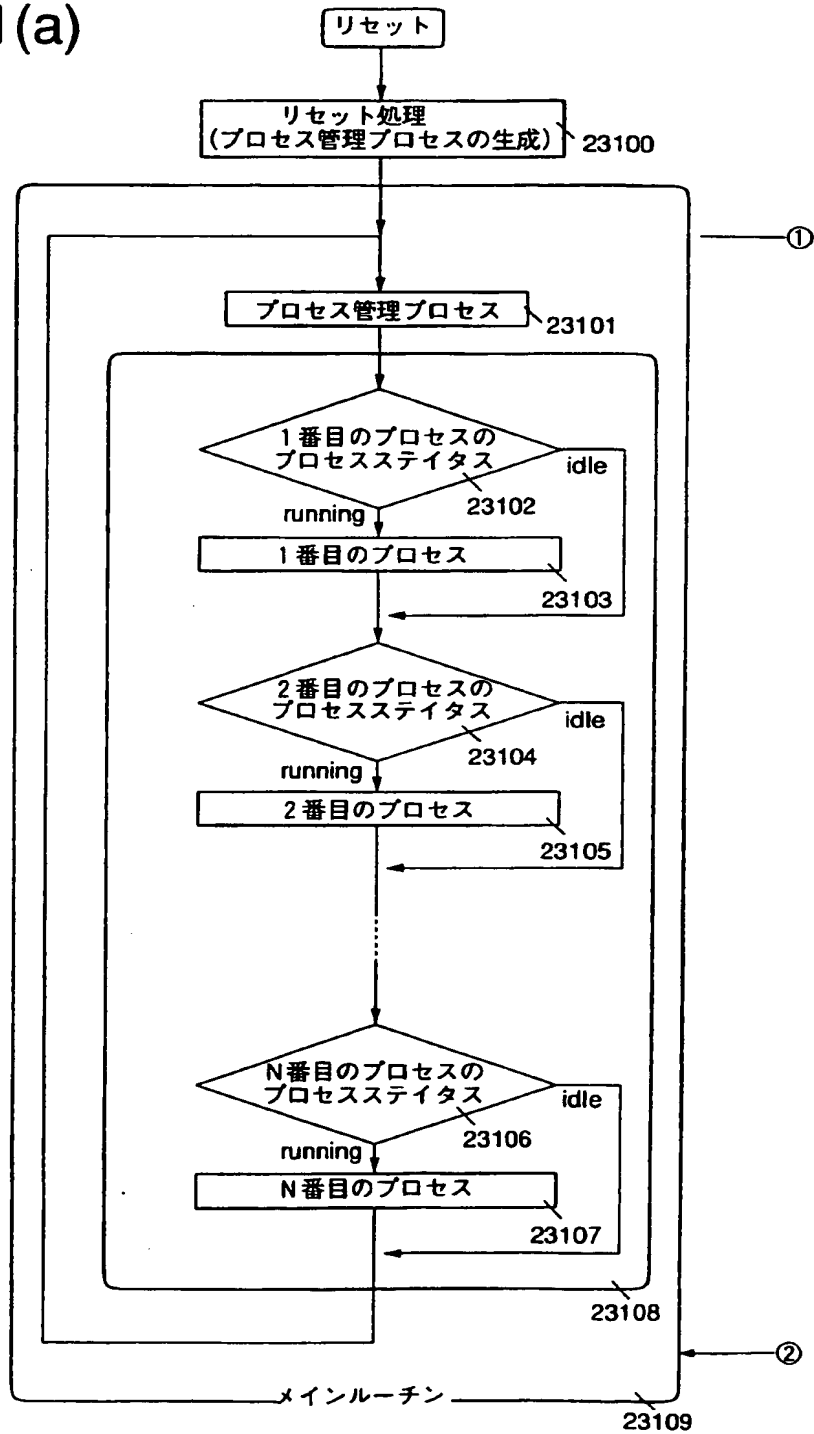 (a)
リセット
リセット処理
(プロセス管理プロセスの生成)
23100
①
プロセス管理プロセス
23101
1番目のプロセスの
プロセスステイタス
idle
23102
running
1番目のプロセス
23103
2番目のプロセスの
プロセスステイタス
idle
23104
running
2番目のプロセス
23105
N番目のプロセスの
プロセスステイタス
idle
23106
running
N番目のプロセス
23107
23108
②
メインルーチン
23109